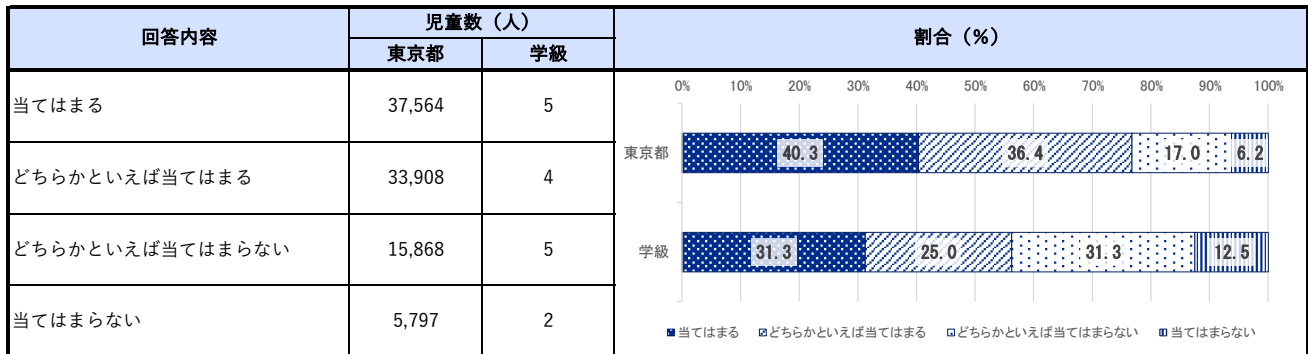 回答内容
児童数（人）
割合（％）
東京都
学級
当てはまる
37,564
5
どちらかといえば当てはまる
33,908
4
どちらかといえば当てはまらない
15,868
5
当てはまらない
5,797
2
0% 10% 20% 30% 40% 50% 60% 70% 80% 90% 100%
東京都 40.3 36.4 17.0 6.2
学級 31.3 25.0 31.3 12.5
当てはまる どちらかといえば当てはまる どちらかといえば当てはまらない 当てはまらない